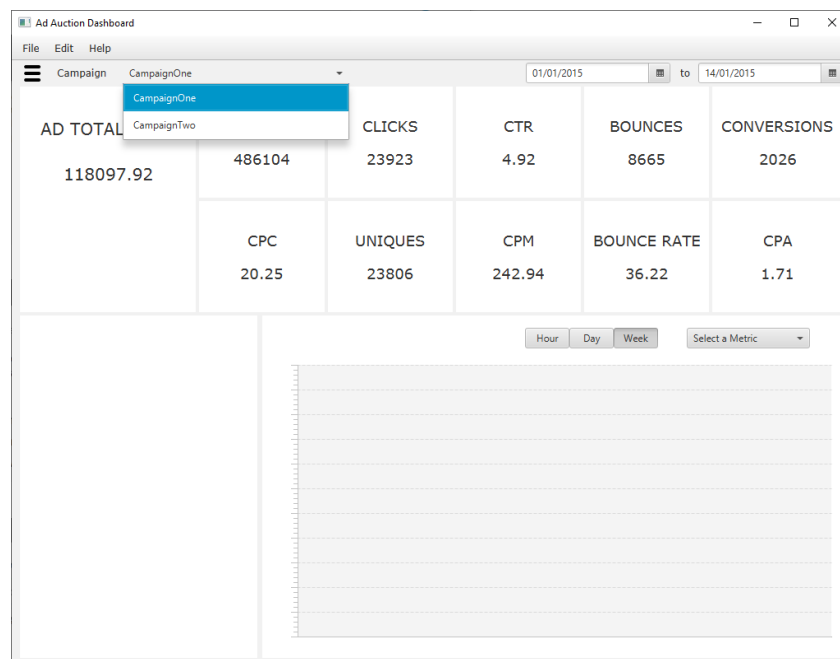 Ad Auction Dashboard
File Edit Help
Campaign CampaignOne 01/01/2015 to 14/01/2015
CampaignOne
CampaignTwo
AD TOTAL
118097.92
486104
CLICKS
23923
CTR
4.92
BOUNCES
8665
CONVERSIONS
2026
CPC
20.25
UNIQUES
23806
CPM
242.94
BOUNCE RATE
36.22
CPA
1.71
Hour Day Week Select a Metric